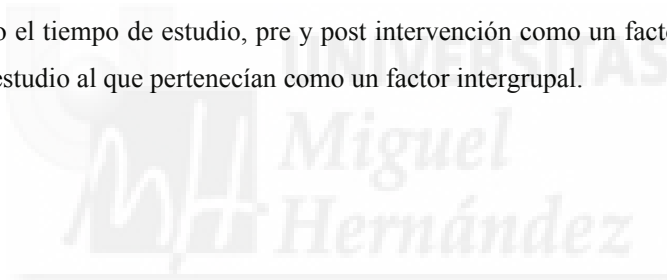 o el tiempo de estudio, pre y post intervención como un facto
estudio al que pertenecían como un factor intergrupal.
UNIVERSITAS
Miguel
Hernández